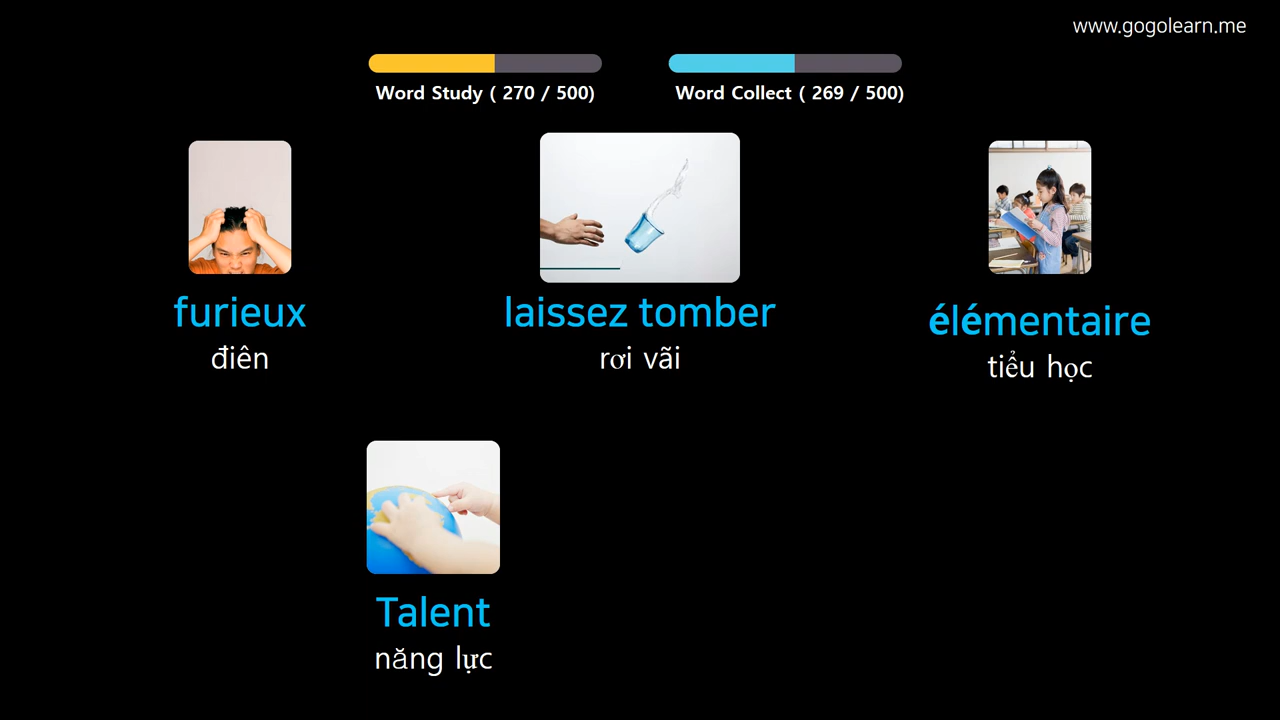 www.gogolearn.me
Word Study ( 270 / 500)
Word Collect ( 269 / 500)
furieux
điên
laissez tomber
rơi vãi
élémentaire
tiểu học
Talent
năng lực